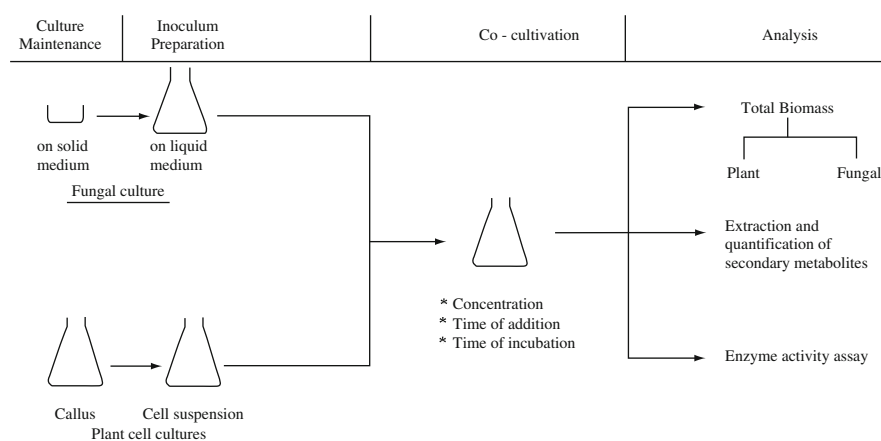 Culture
Maintenance
Inoculum
Preparation
Co - cultivation
Analysis
on solid
medium
on liquid
medium
Fungal culture
Total Biomass
Plant
Fungal
Extraction and
quantification of
secondary metabolites
* Concentration
* Time of addition
* Time of incubation
Enzyme activity assay
Callus
Cell suspension
Plant cell cultures